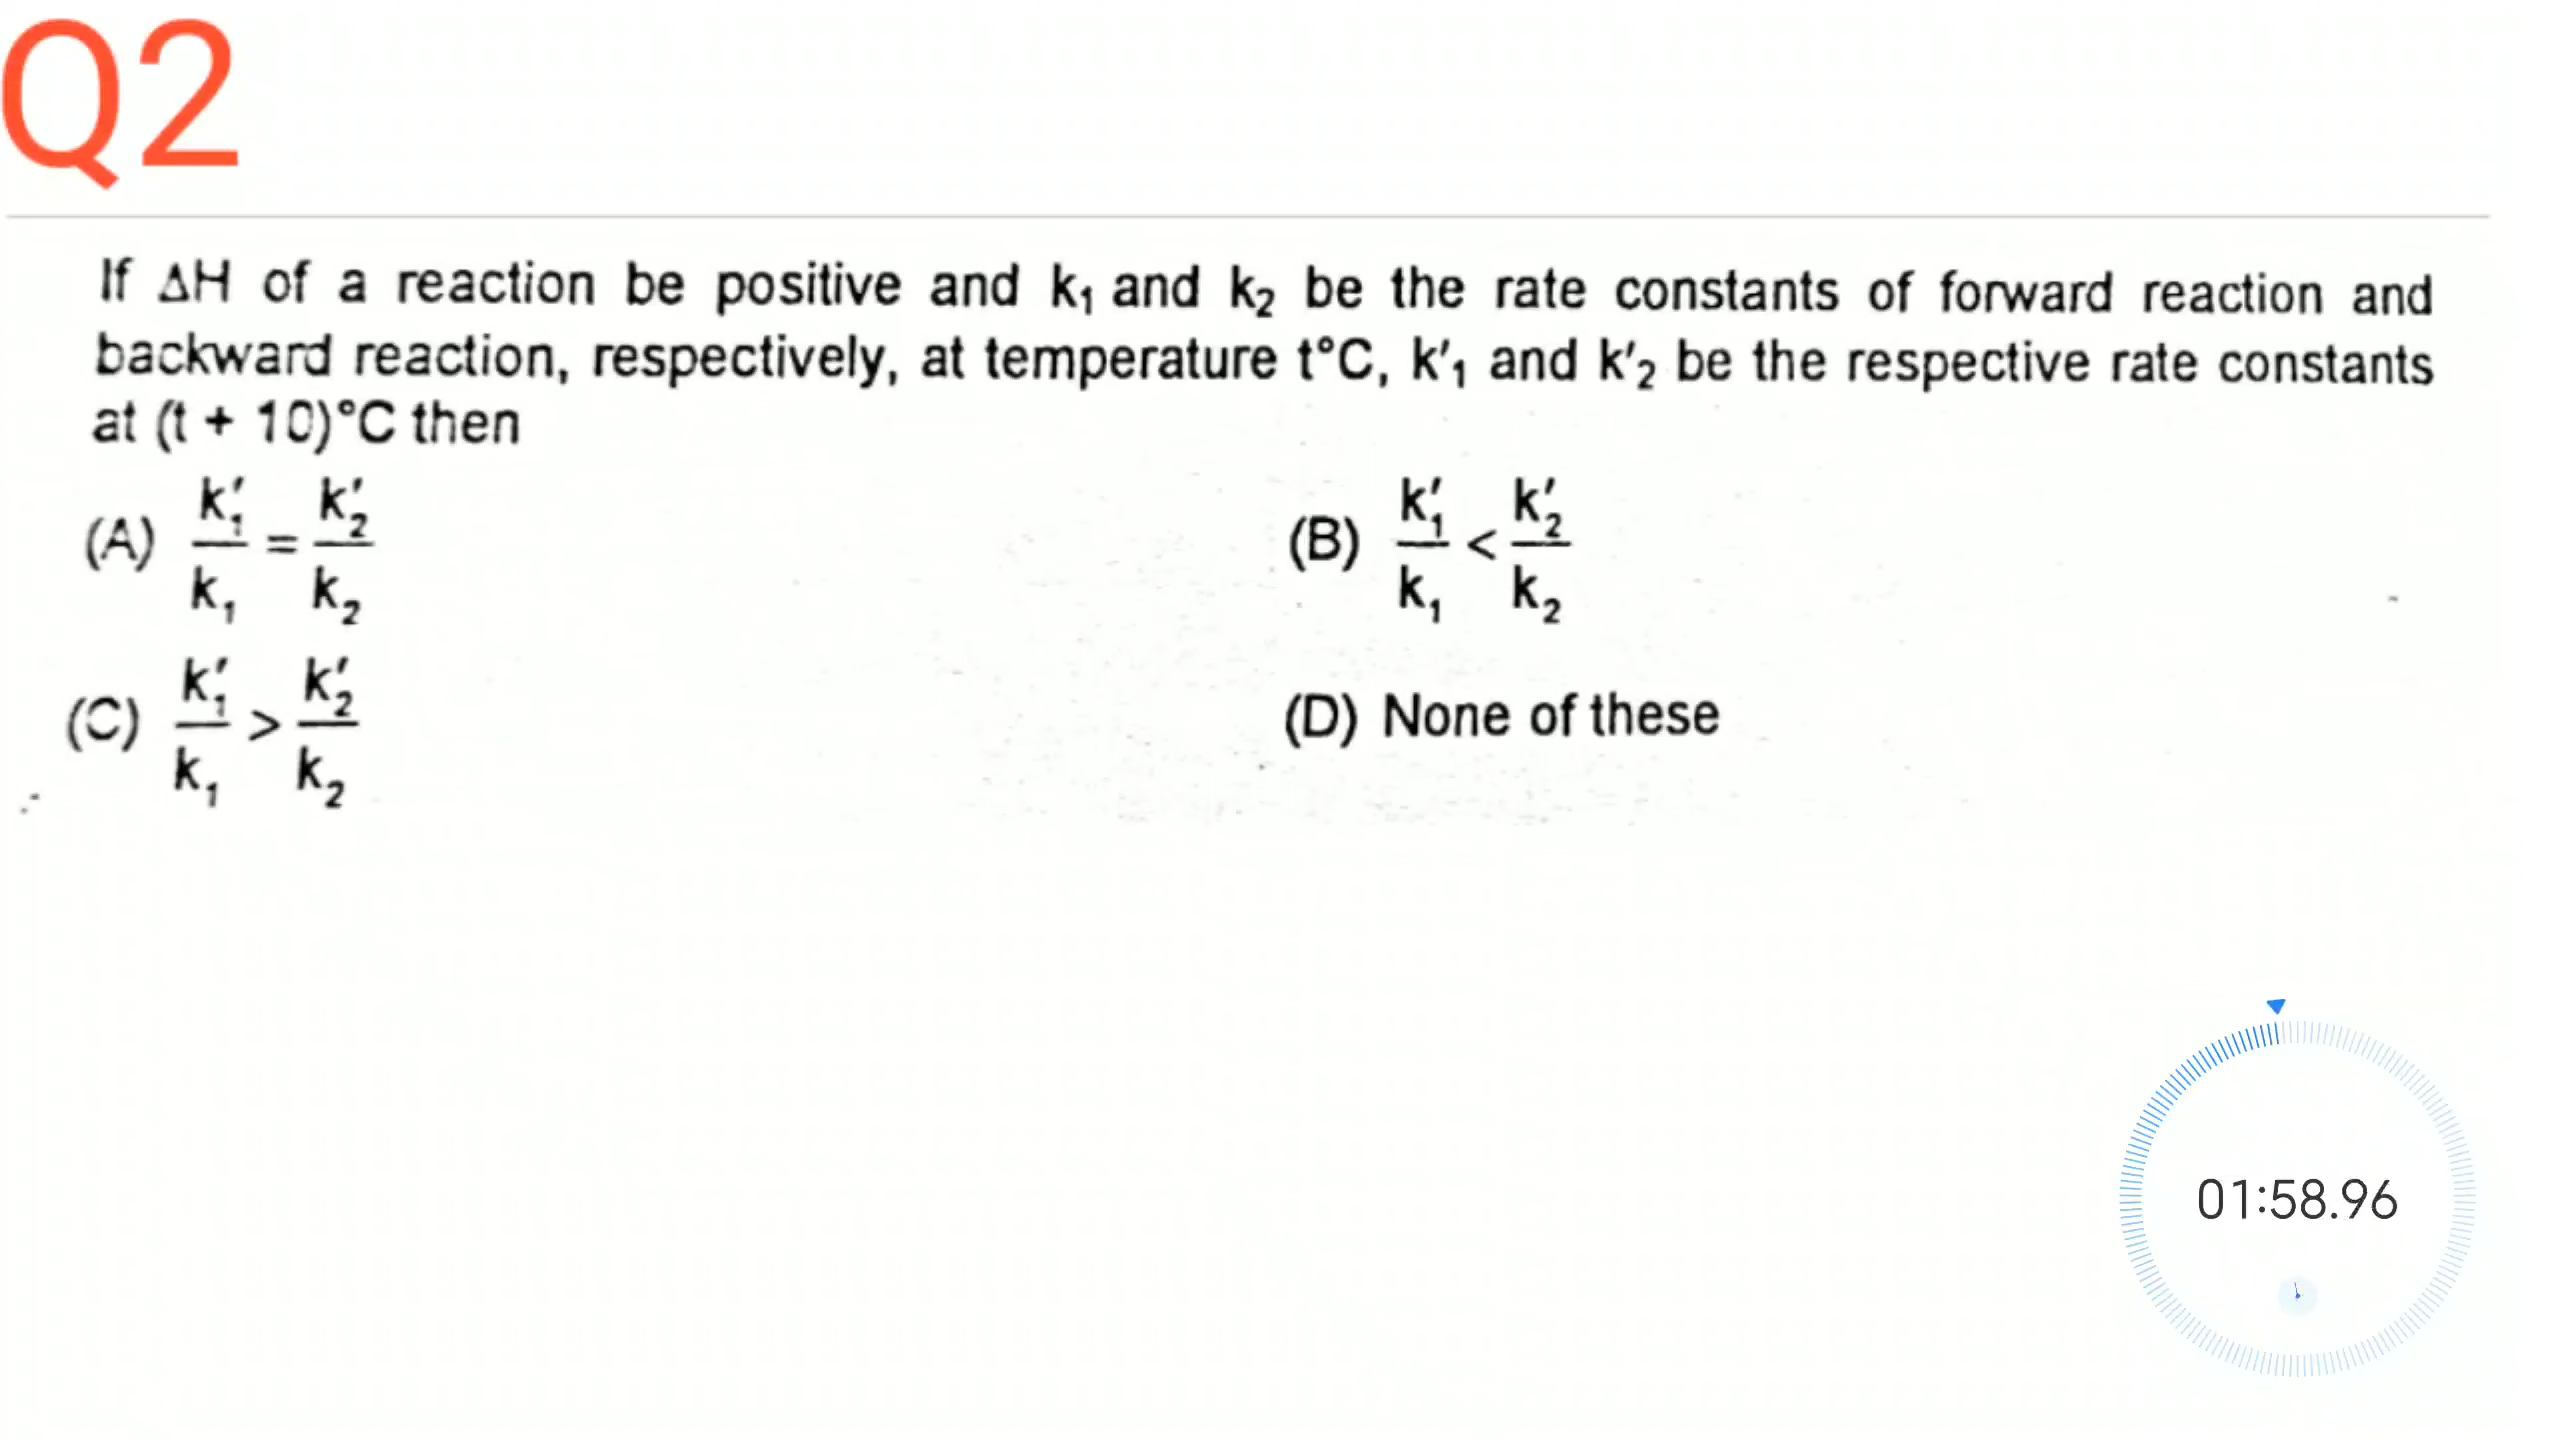 Q2
If ΔH of a reaction be positive and k₁ and k₂ be the rate constants of forward reaction and
backward reaction, respectively, at temperature t°C, k'₁ and k'₂ be the respective rate constants
at (t + 10)°C then
(A) k'₁/k₁ = k'₂/k₂ (B) k'₁/k₁ < k'₂/k₂
(C) k'₁/k₁ > k'₂/k₂ (D) None of these
01:58.96